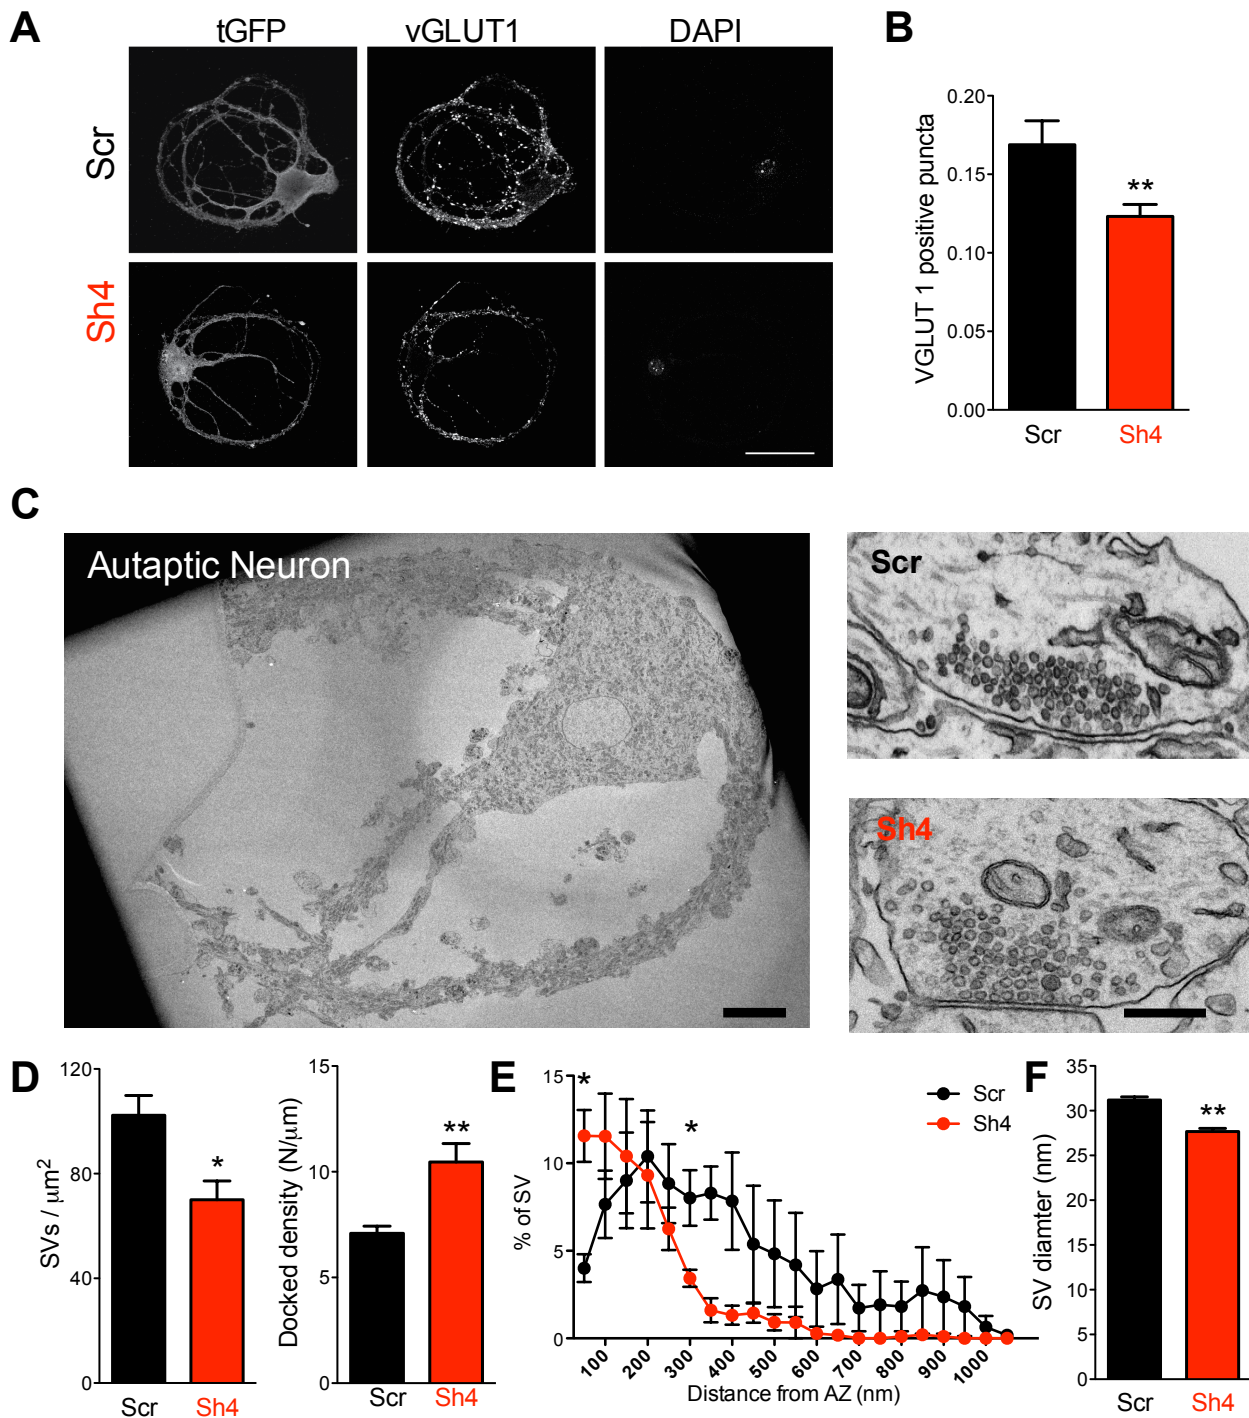 A
tGFP
vGLUT1
DAPI
Scr
Sh4
B
VGLUT 1 positive puncta
0.20
0.15
0.10
0.05
0.00
**
Scr
Sh4
C
Autaptic Neuron
Scr
Sh4
D
SVs / μm²
120
80
40
0
*
Scr
Sh4
Docked density (N/μm)
15
10
5
0
**
Scr
Sh4
E
% of SV
15
10
5
0
*
*
Scr
Sh4
100 200 300 400 500 600 700 800 900 1000
Distance from AZ (nm)
F
SV diamter (nm)
35
30
25
20
15
10
5
0
**
Scr
Sh4